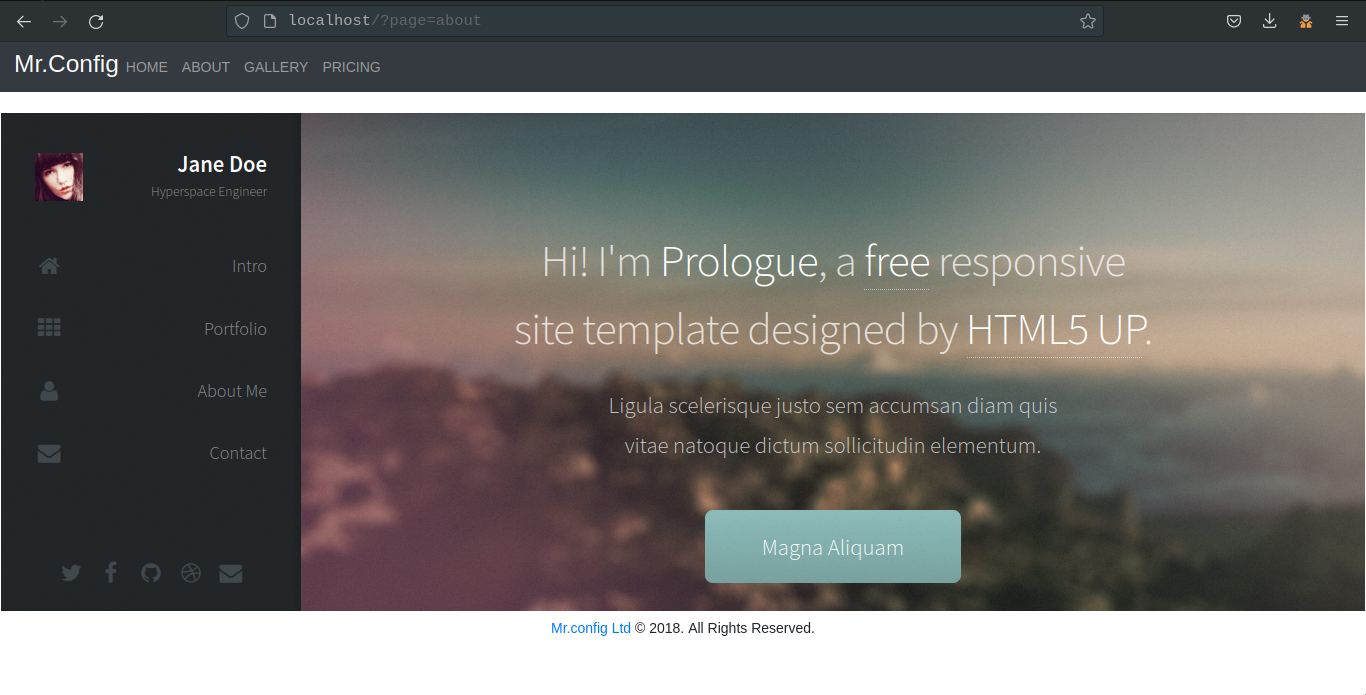 localhost/?page=about
Mr.Config HOME ABOUT GALLERY PRICING
Jane Doe
Hyperspace Engineer
Intro
Portfolio
About Me
Contact
Hi! I'm Prologue, a free responsive
site template designed by HTML5 UP.
Ligula scelerisque justo sem accumsan diam quis
vitae natoque dictum sollicitudin elementum.
Magna Aliquam
Mr.config Ltd © 2018. All Rights Reserved.